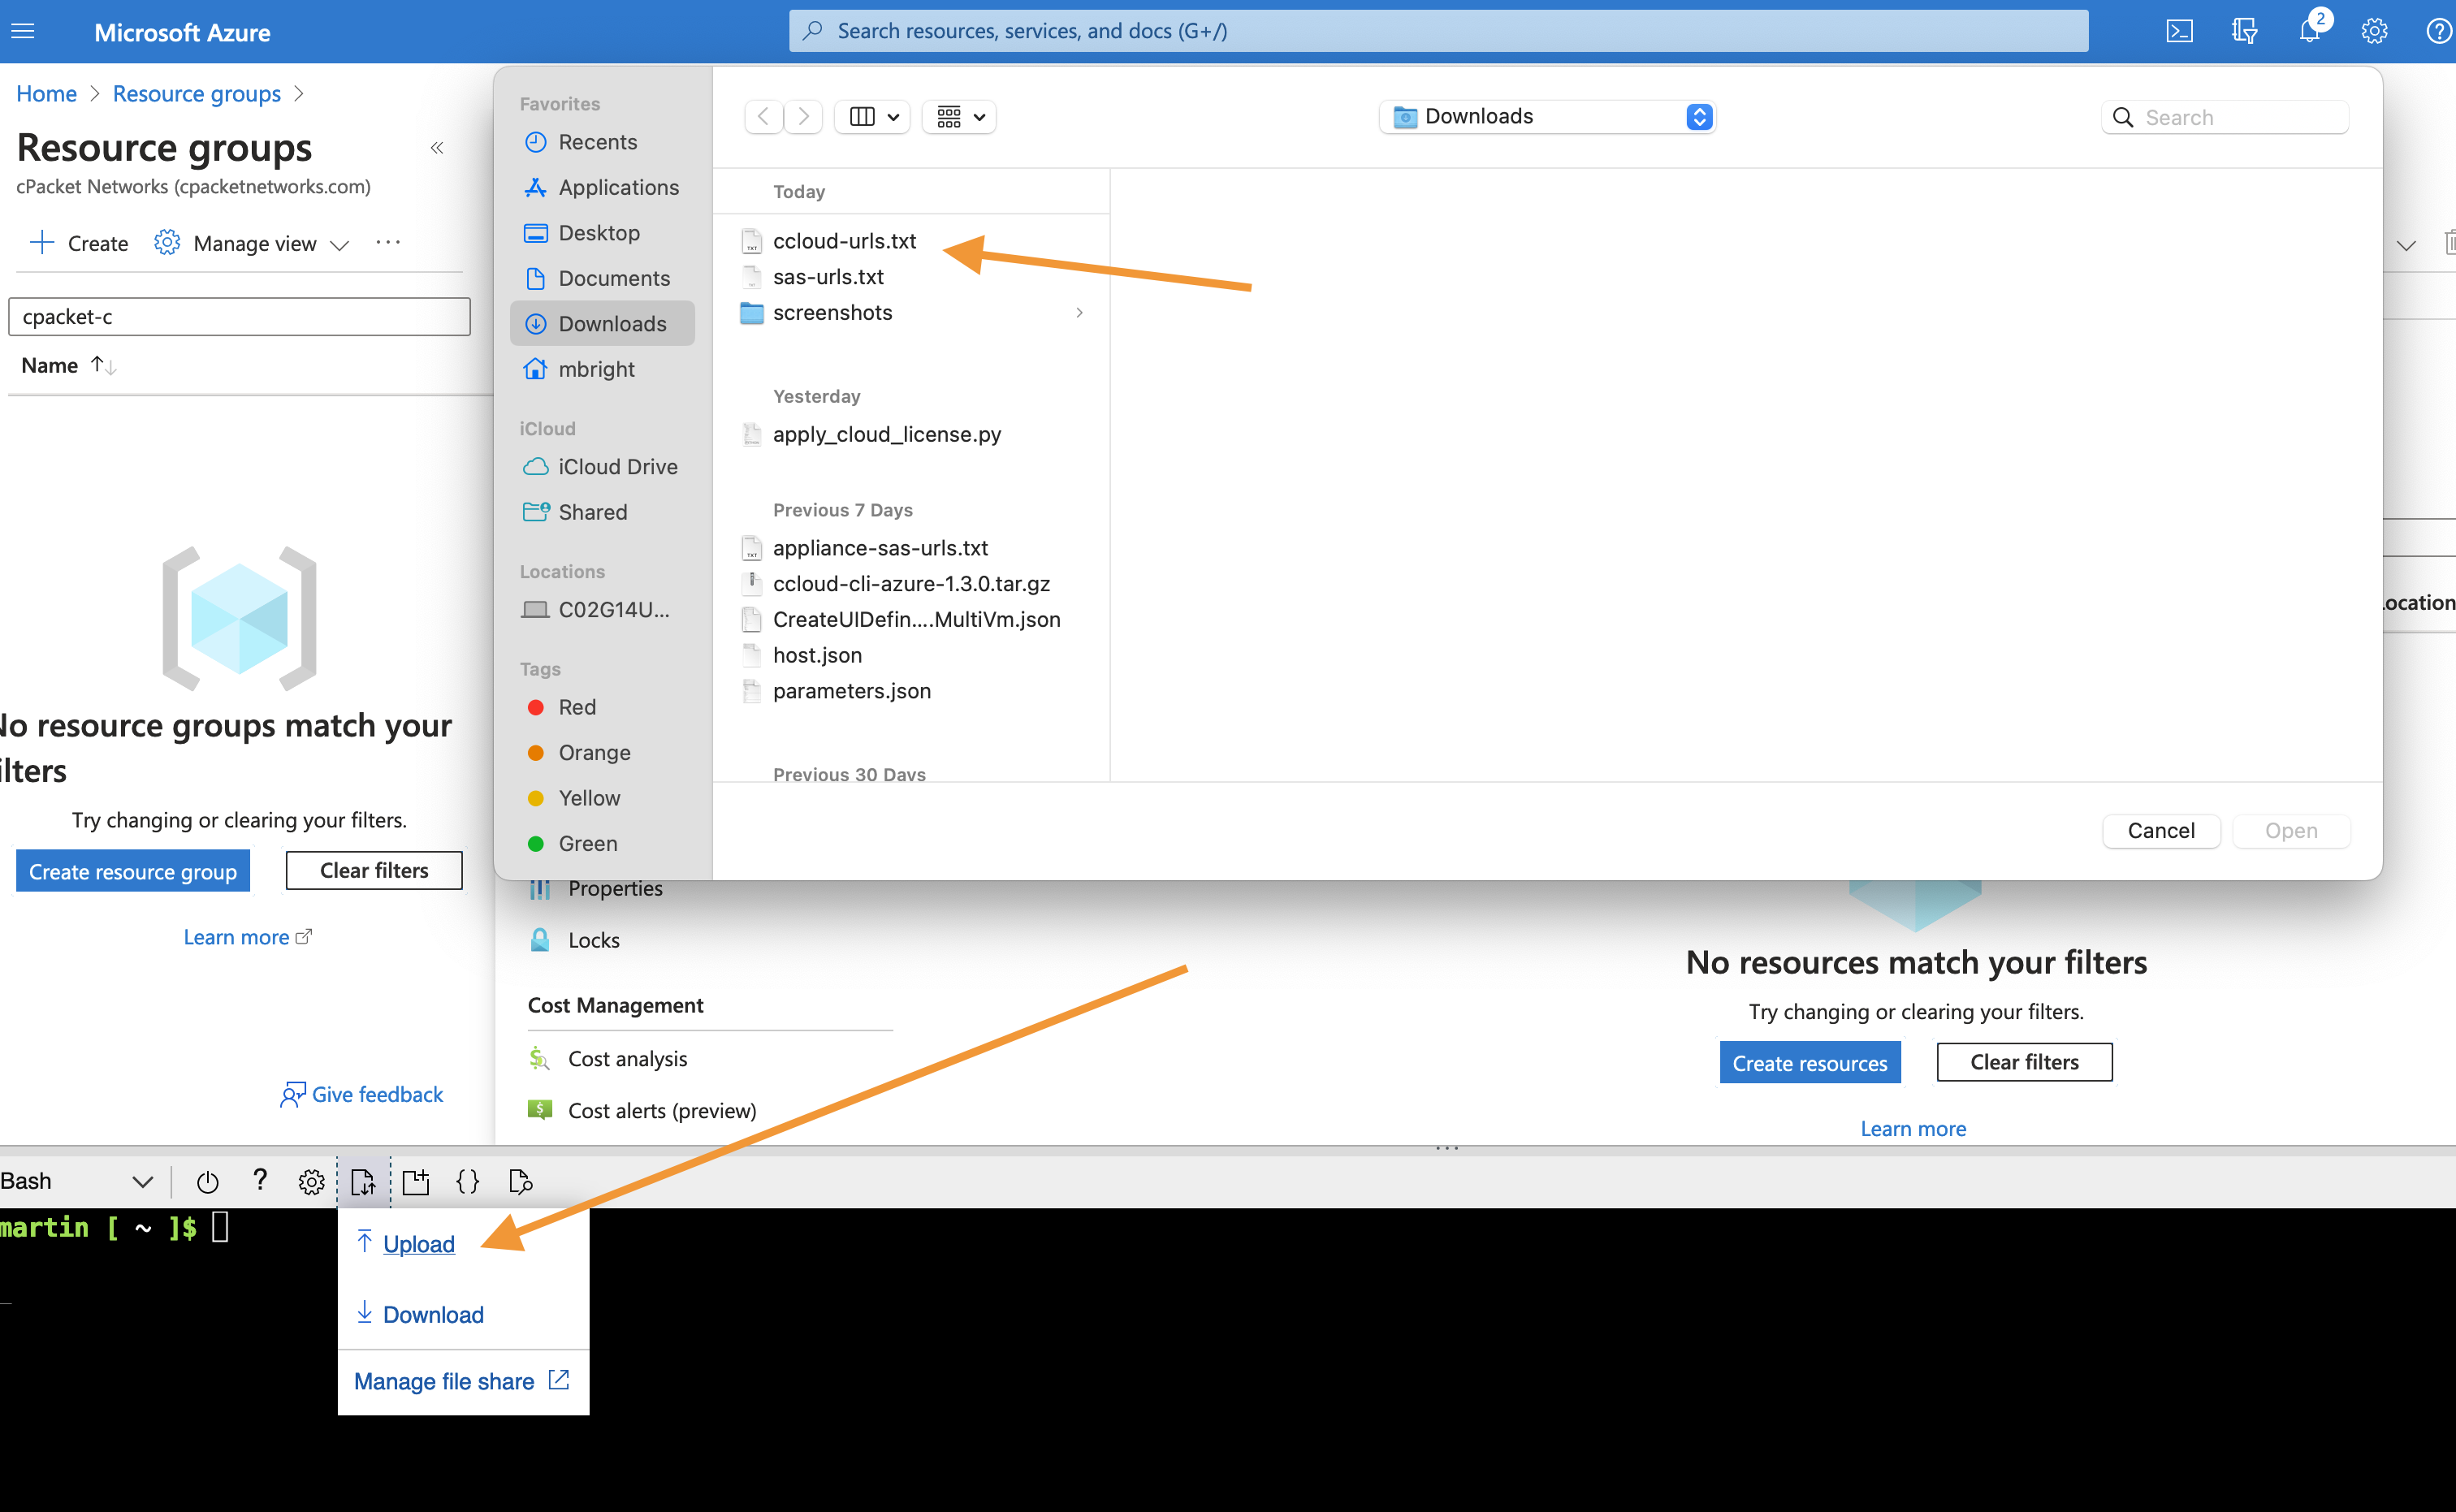 Microsoft Azure
Search resources, services, and docs (G+/)
2
Home > Resource groups >
Resource groups
cPacket Networks (cpacketnetworks.com)
Create
Manage view
cpacket-c
Name
No resource groups match your
filters
Try changing or clearing your filters.
Create resource group
Clear filters
Learn more
Give feedback
Favorites
Recents
Applications
Desktop
Documents
Downloads
mbright
iCloud
iCloud Drive
Shared
Locations
C02G14U...
Tags
Red
Orange
Yellow
Green
Downloads
Search
Today
ccloud-urls.txt
sas-urls.txt
screenshots
Yesterday
apply_cloud_license.py
Previous 7 Days
appliance-sas-urls.txt
ccloud-cli-azure-1.3.0.tar.gz
CreateUIDefin....MultiVm.json
host.json
parameters.json
Previous 30 Days
Cancel
Open
Location
Properties
Locks
Cost Management
Cost analysis
Cost alerts (preview)
No resources match your filters
Try changing or clearing your filters.
Create resources
Clear filters
Learn more
Bash
martin [ ~ ]$
Upload
Download
Manage file share